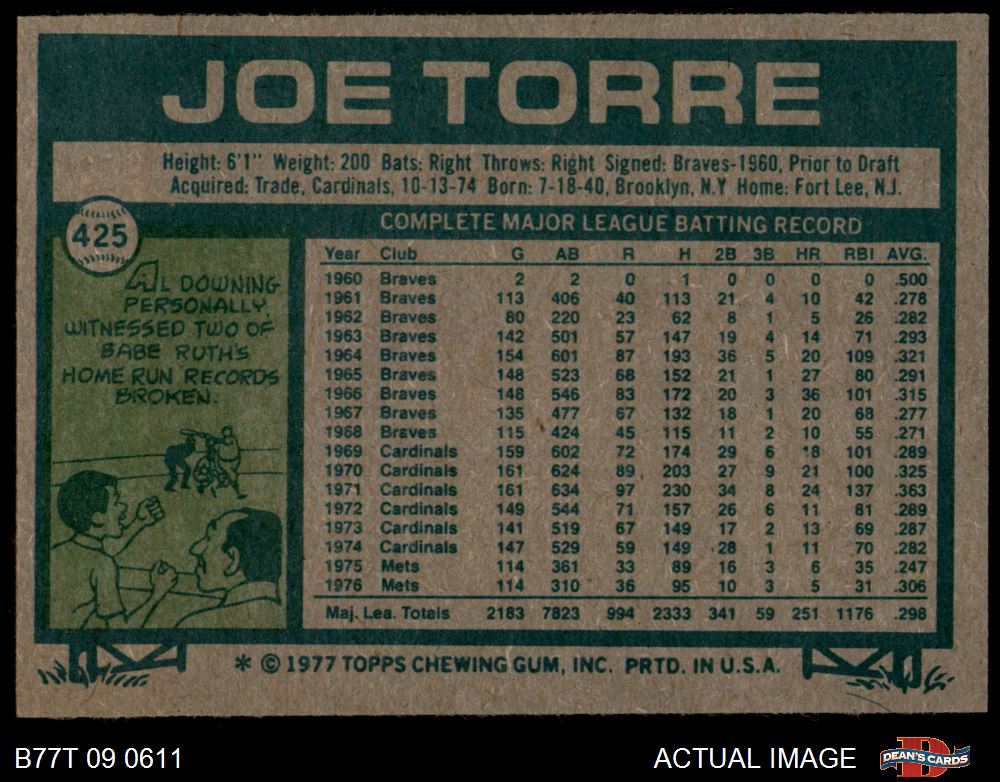 JOE TORRE
Height: 6'1" Weight: 200 Bats: Right Throws: Right Signed: Braves-1960, Prior to Draft
Acquired: Trade, Cardinals, 10-13-74 Born: 7-18-40, Brooklyn, N.Y Home: Fort Lee, N.J.
425
AL DOWNING
PERSONALLY
WITNESSED TWO OF
BABE RUTH'S
HOME RUN RECORDS
BROKEN.
COMPLETE MAJOR LEAGUE BATTING RECORD
Year Club G AB R H 2B 3B HR RBI AVG.
1960 Braves 2 2 0 1 0 0 0 0 .500
1961 Braves 113 406 40 113 21 4 10 42 .278
1962 Braves 80 220 23 62 8 1 5 26 .282
1963 Braves 142 501 57 147 19 4 14 71 .293
1964 Braves 154 601 87 193 36 5 20 109 .321
1965 Braves 148 523 68 152 21 1 27 80 .291
1966 Braves 148 546 83 172 20 3 36 101 .315
1967 Braves 135 477 67 132 18 1 20 68 .277
1968 Braves 115 424 45 115 11 2 10 55 .271
1969 Cardinals 159 602 72 174 29 6 18 101 .289
1970 Cardinals 161 624 89 203 27 9 21 100 .325
1971 Cardinals 161 634 97 230 34 8 24 137 .363
1972 Cardinals 149 544 71 157 26 6 11 81 .289
1973 Cardinals 141 519 67 149 17 2 13 69 .287
1974 Cardinals 147 529 59 149 28 1 11 70 .282
1975 Mets 114 361 33 89 16 3 6 35 .247
1976 Mets 114 310 36 95 10 3 5 31 .306
Maj. Lea. Totals 2183 7823 994 2333 341 59 251 1176 .298
* © 1977 TOPPS CHEWING GUM, INC. PRTD. IN U.S.A.
B77T 09 0611
ACTUAL IMAGE
DEAN'S CARDS